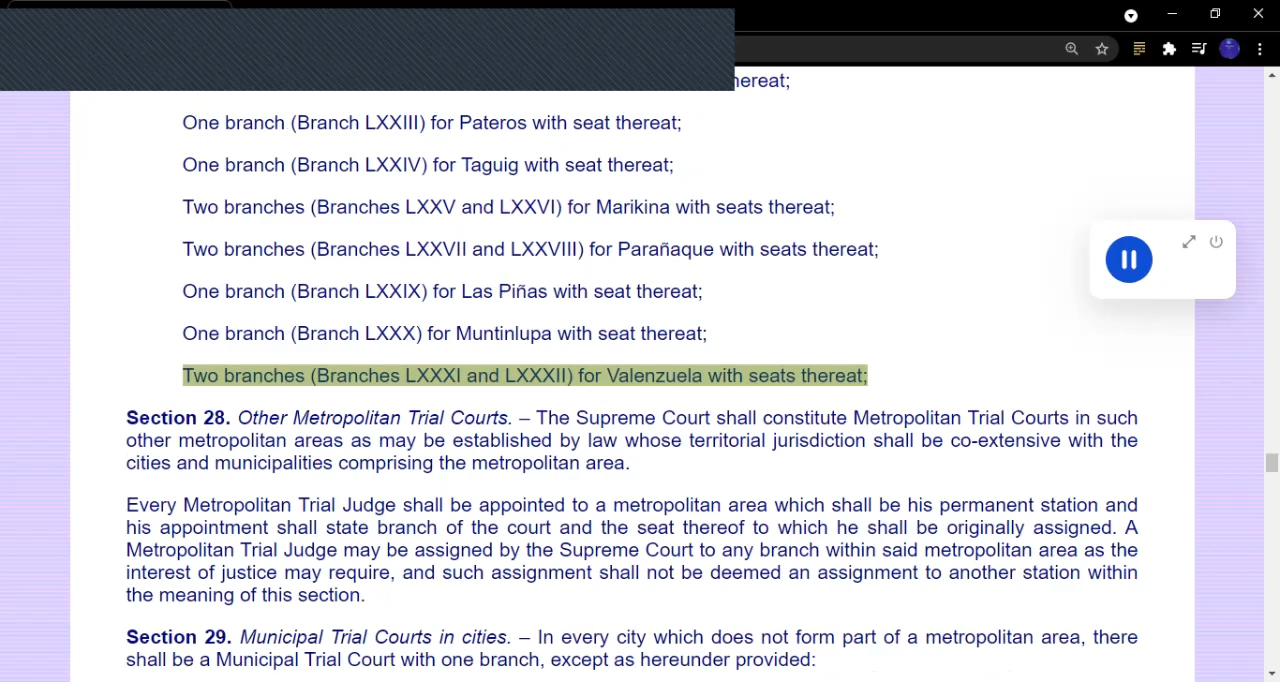 hereat;
One branch (Branch LXXIII) for Pateros with seat thereat;
One branch (Branch LXXIV) for Taguig with seat thereat;
Two branches (Branches LXXV and LXXVI) for Marikina with seats thereat;
Two branches (Branches LXXVII and LXXVIII) for Parañaque with seats thereat;
One branch (Branch LXXIX) for Las Piñas with seat thereat;
One branch (Branch LXXX) for Muntinlupa with seat thereat;
Two branches (Branches LXXXI and LXXXII) for Valenzuela with seats thereat;
Section 28. Other Metropolitan Trial Courts. – The Supreme Court shall constitute Metropolitan Trial Courts in such
other metropolitan areas as may be established by law whose territorial jurisdiction shall be co-extensive with the
cities and municipalities comprising the metropolitan area.
Every Metropolitan Trial Judge shall be appointed to a metropolitan area which shall be his permanent station and
his appointment shall state branch of the court and the seat thereof to which he shall be originally assigned. A
Metropolitan Trial Judge may be assigned by the Supreme Court to any branch within said metropolitan area as the
interest of justice may require, and such assignment shall not be deemed an assignment to another station within
the meaning of this section.
Section 29. Municipal Trial Courts in cities. – In every city which does not form part of a metropolitan area, there
shall be a Municipal Trial Court with one branch, except as hereunder provided: